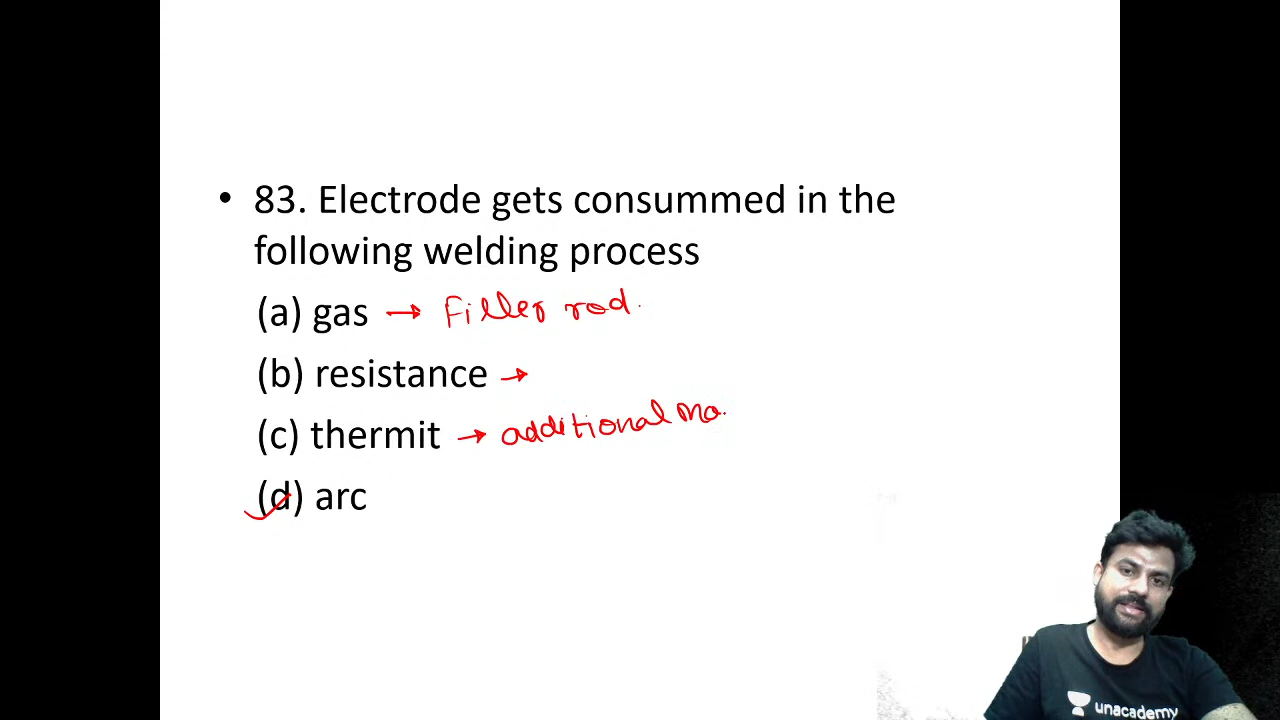 • 83. Electrode gets consummed in the
following welding process
(a) gas → Filler rod.
(b) resistance →
(c) thermit → additional Ma.
(d) arc
unacademy